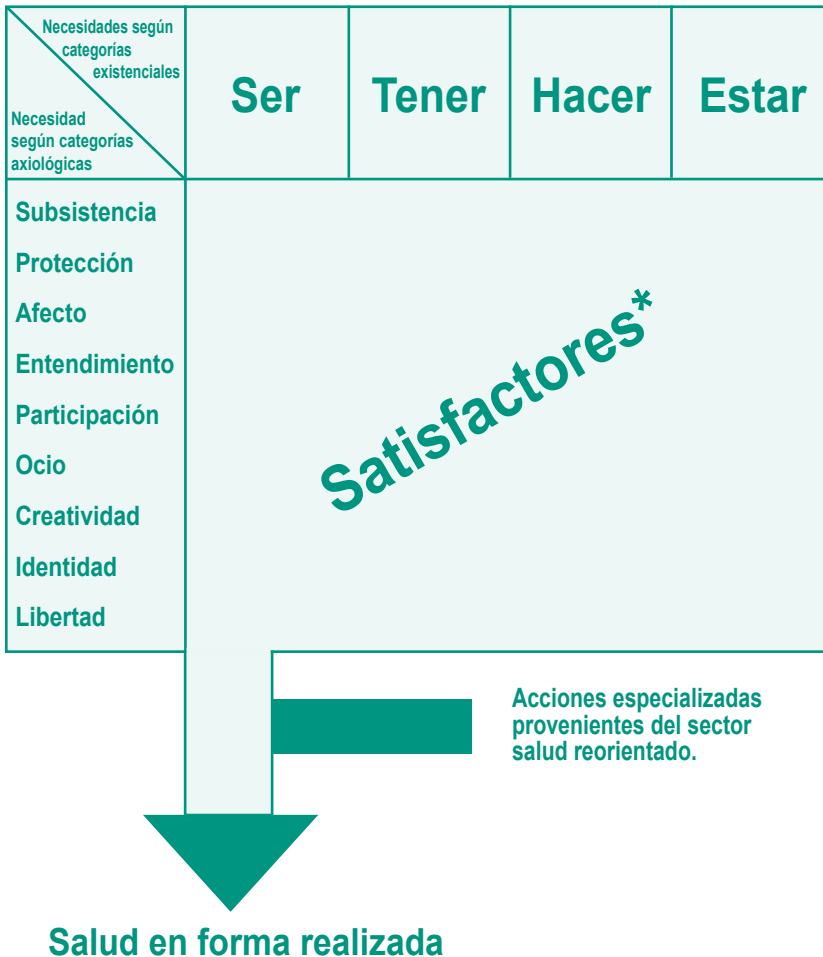 Necesidades según
categorías
existenciales
Necesidad
según categorías
axiológicas
Ser
Tener
Hacer
Estar
Subsistencia
Protección
Afecto
Entendimiento
Participación
Ocio
Creatividad
Identidad
Libertad
Satisfactores*
Acciones especializadas
provenientes del sector
salud reorientado.
Salud en forma realizada